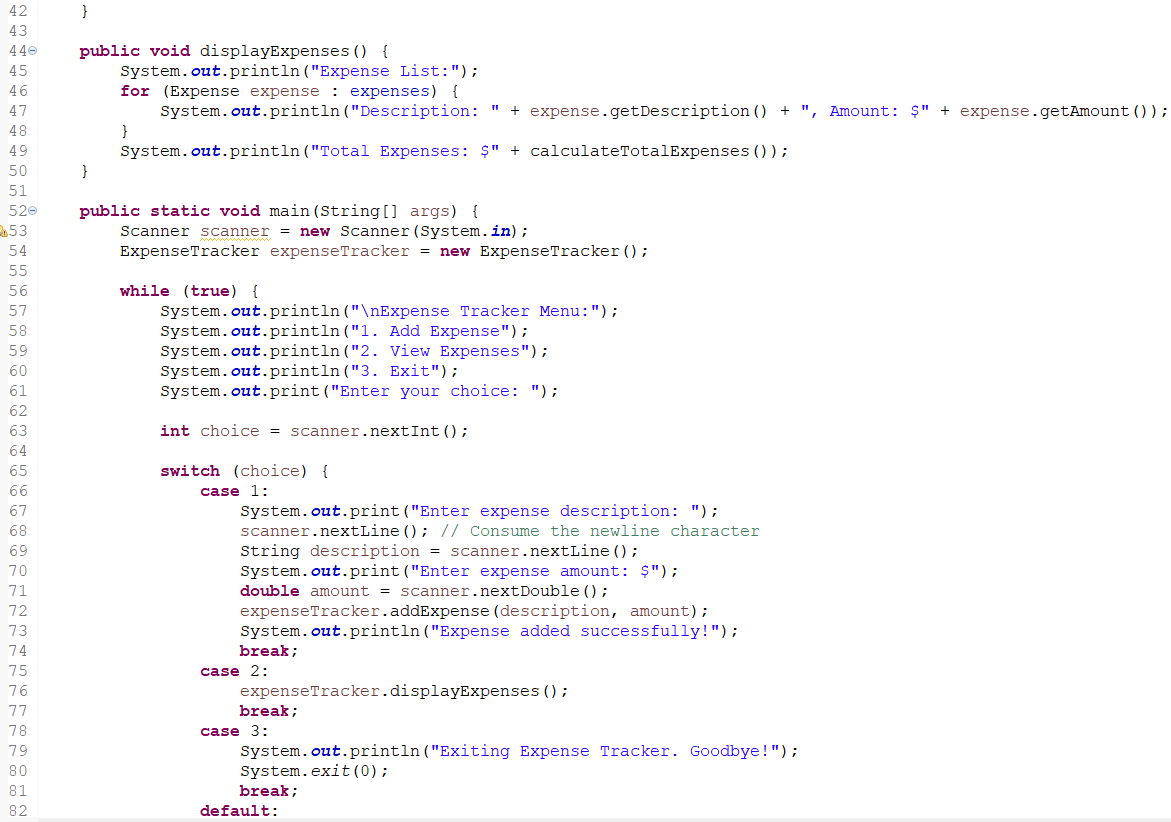 42     }
43
44     public void displayExpenses() {
45         System.out.println("Expense List:");
46         for (Expense expense : expenses) {
47             System.out.println("Description: " + expense.getDescription() + ", Amount: $" + expense.getAmount());
48         }
49         System.out.println("Total Expenses: $" + calculateTotalExpenses());
50     }
51
52     public static void main(String[] args) {
53         Scanner scanner = new Scanner(System.in);
54         ExpenseTracker expenseTracker = new ExpenseTracker();
55
56         while (true) {
57             System.out.println("\nExpense Tracker Menu:");
58             System.out.println("1. Add Expense");
59             System.out.println("2. View Expenses");
60             System.out.println("3. Exit");
61             System.out.print("Enter your choice: ");
62
63             int choice = scanner.nextInt();
64
65             switch (choice) {
66                 case 1:
67                     System.out.print("Enter expense description: ");
68                     scanner.nextLine(); // Consume the newline character
69                     String description = scanner.nextLine();
70                     System.out.print("Enter expense amount: $");
71                     double amount = scanner.nextDouble();
72                     expenseTracker.addExpense(description, amount);
73                     System.out.println("Expense added successfully!");
74                     break;
75                 case 2:
76                     expenseTracker.displayExpenses();
77                     break;
78                 case 3:
79                     System.out.println("Exiting Expense Tracker. Goodbye!");
80                     System.exit(0);
81                     break;
82                 default: